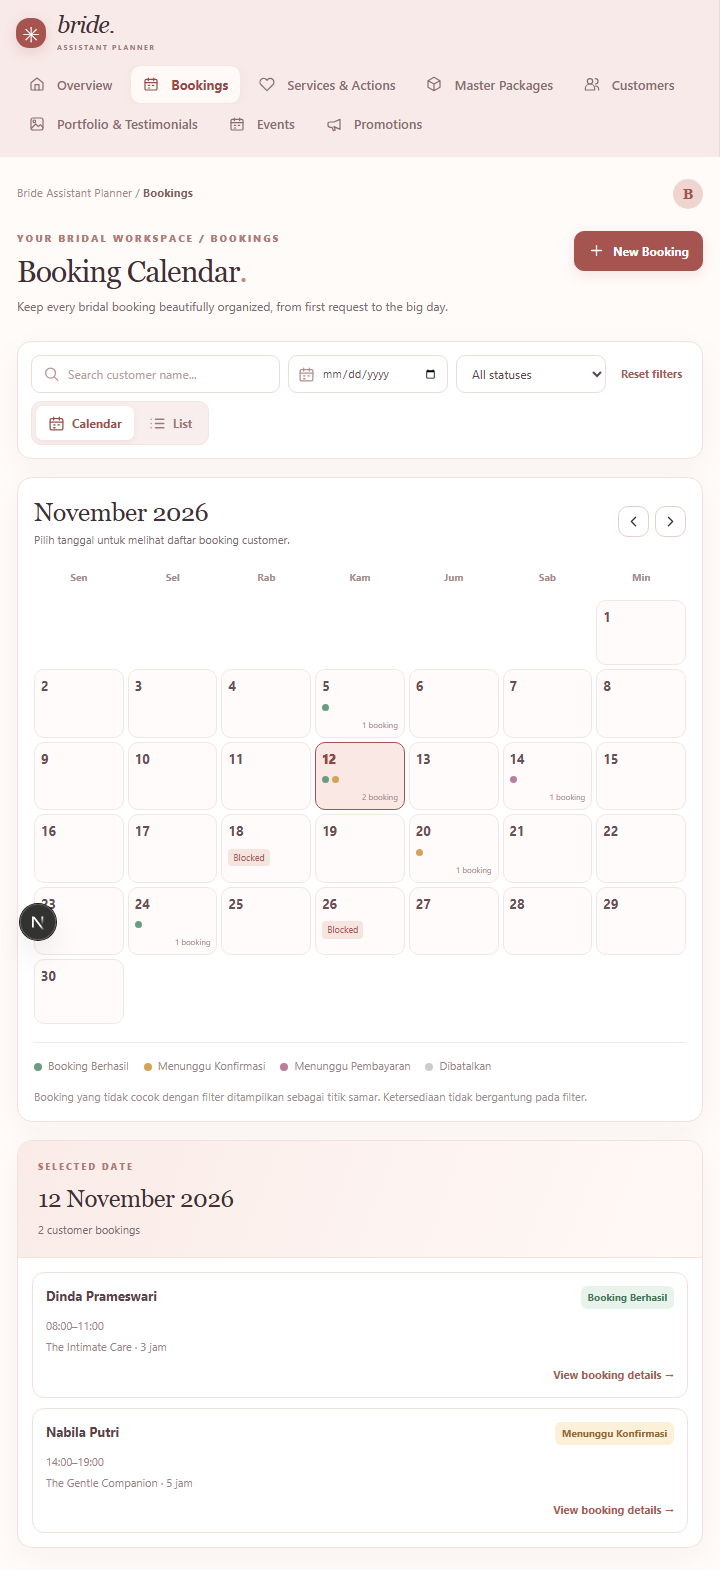 bride.
ASSISTANT PLANNER
Overview Bookings Services & Actions Master Packages Customers
Portfolio & Testimonials Events Promotions
Bride Assistant Planner / Bookings
B
YOUR BRIDAL WORKSPACE / BOOKINGS
New Booking
Booking Calendar.
Keep every bridal booking beautifully organized, from first request to the big day.
Search customer name... mm/dd/yyyy All statuses Reset filters
Calendar List
November 2026
Pilih tanggal untuk melihat daftar booking customer.
Sen Sel Rab Kam Jum Sab Min
1
2 3 4 5 6 7 8
1 booking
9 10 11 12 13 14 15
2 booking 1 booking
16 17 18 19 20 21 22
Blocked
1 booking
23 24 25 26 27 28 29
N
Blocked
1 booking
30
Booking Berhasil Menunggu Konfirmasi Menunggu Pembayaran Dibatalkan
Booking yang tidak cocok dengan filter ditampilkan sebagai titik samar. Ketersediaan tidak bergantung pada filter.
SELECTED DATE
12 November 2026
2 customer bookings
Dinda Prameswari Booking Berhasil
08:00–11:00
The Intimate Care · 3 jam
View booking details →
Nabila Putri Menunggu Konfirmasi
14:00–19:00
The Gentle Companion · 5 jam
View booking details →